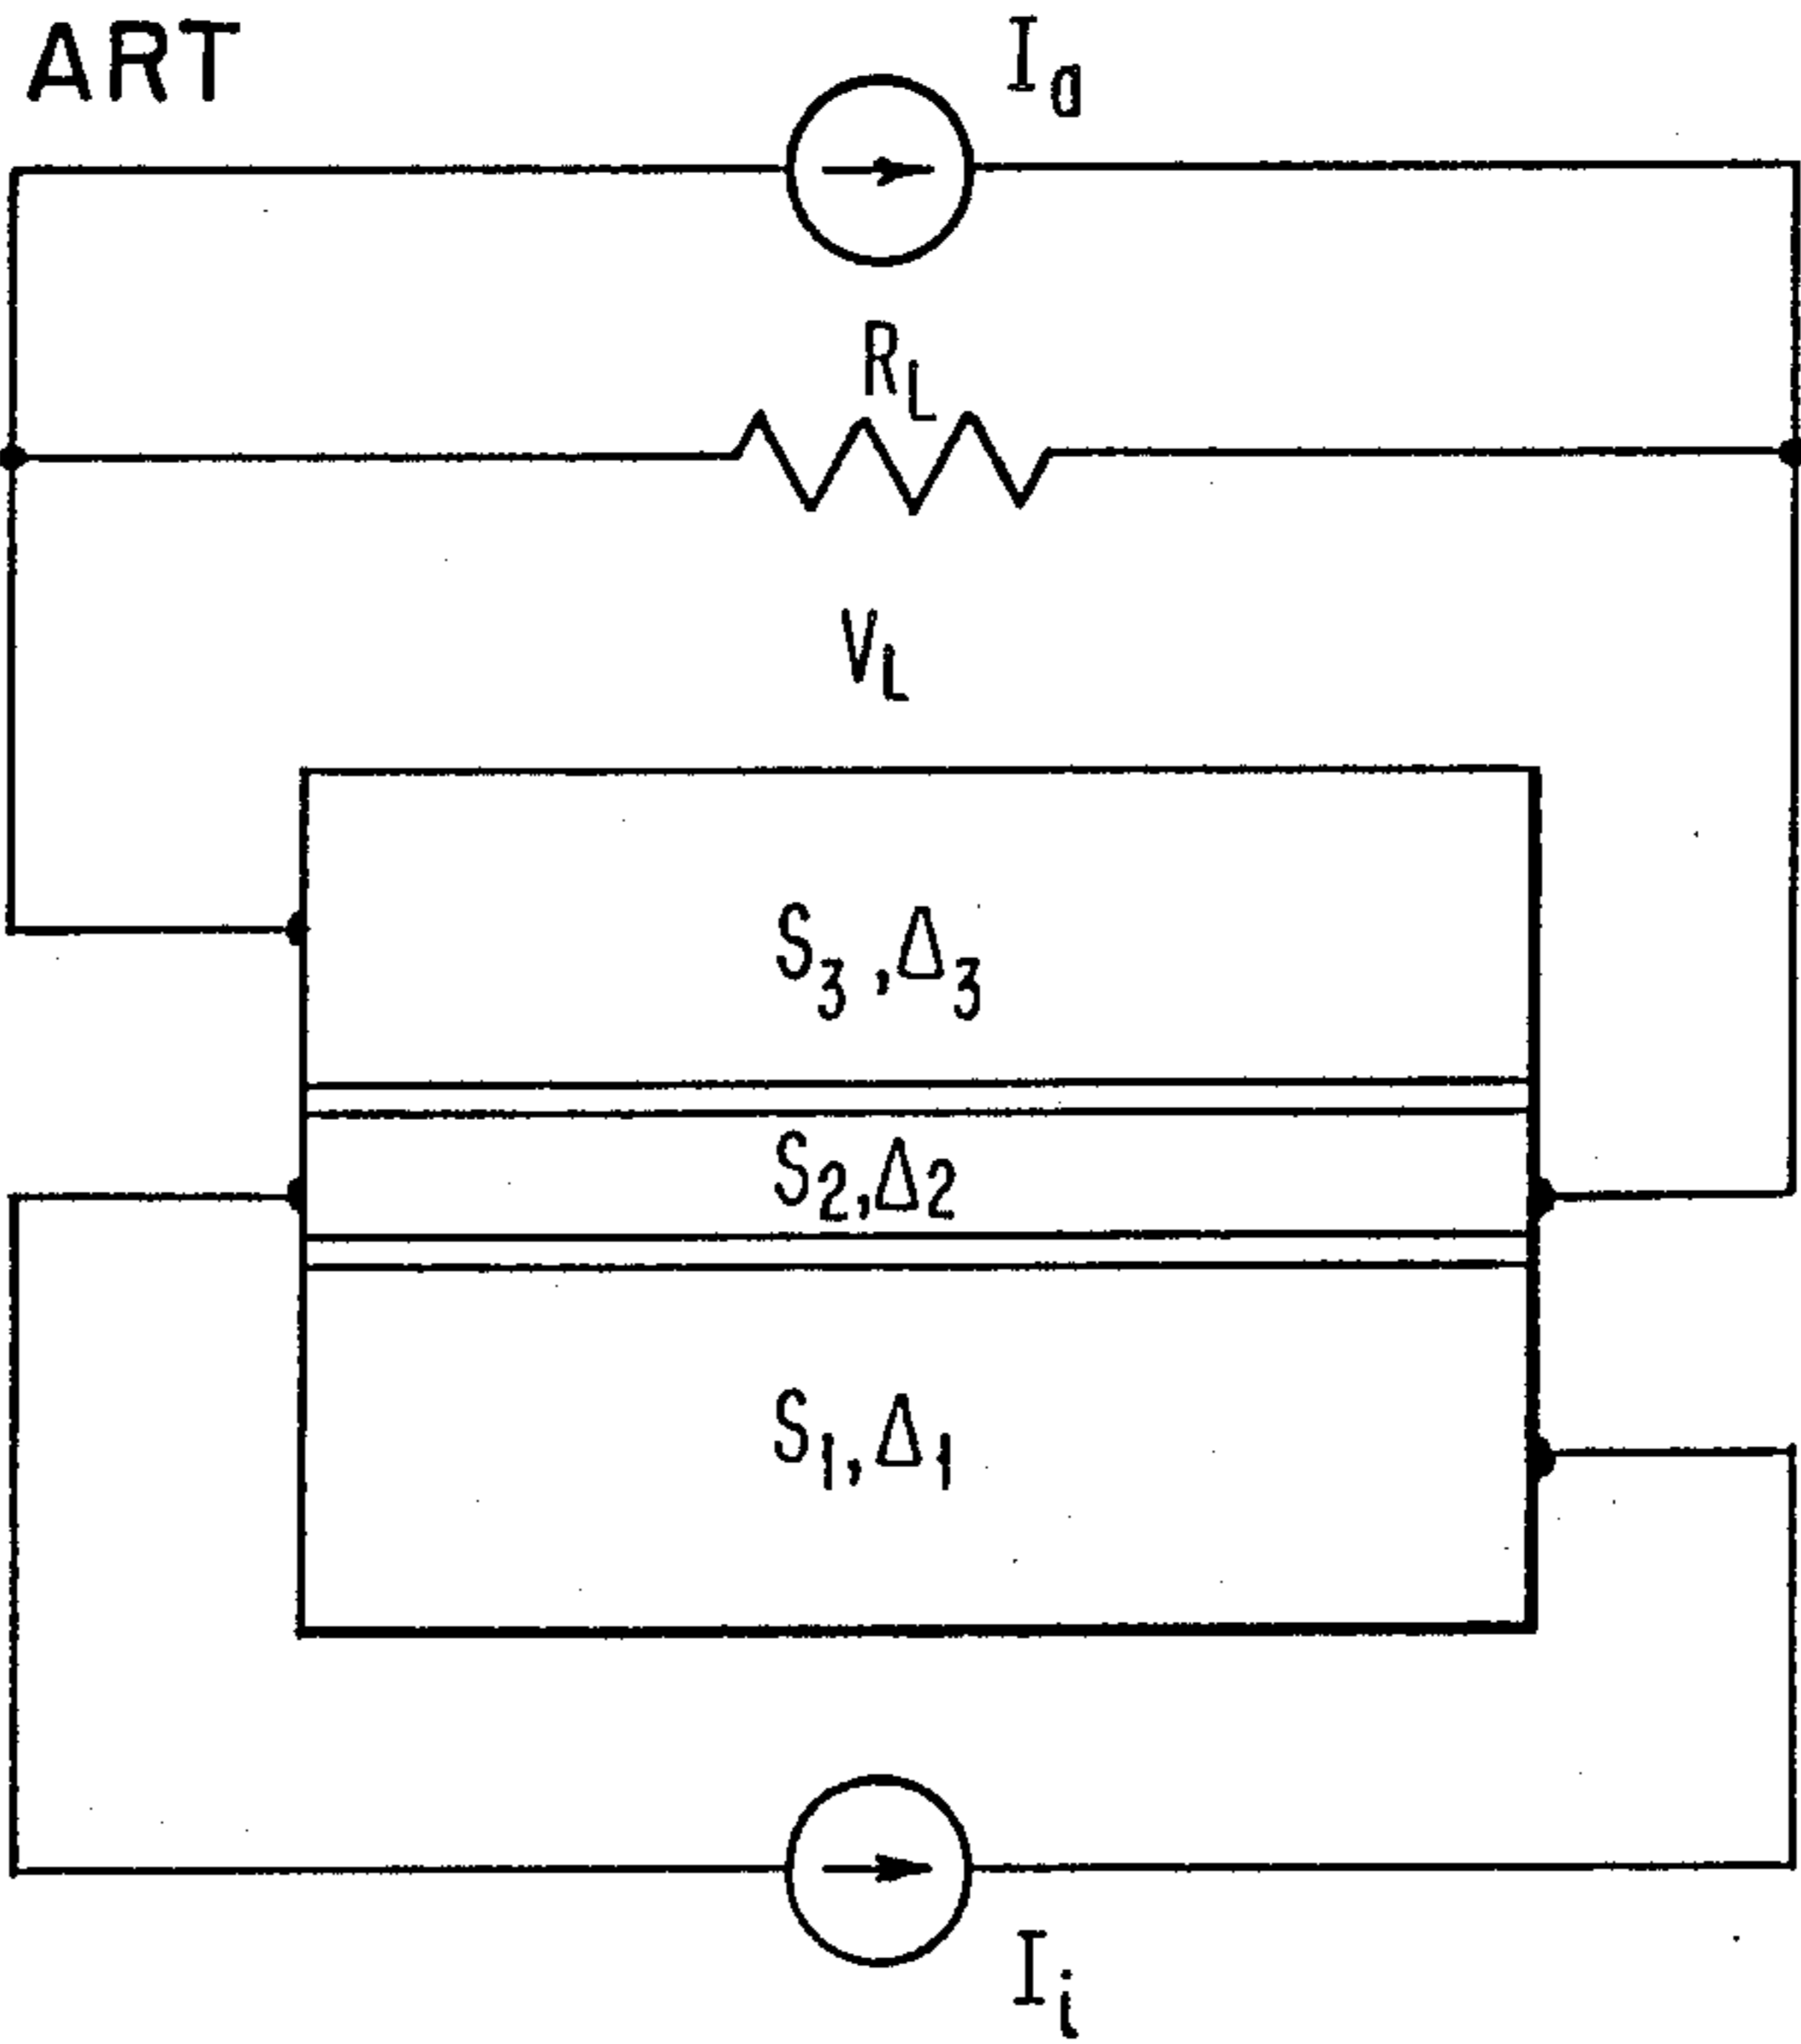 ART
I_a
R_L
V_L
S_3, Δ_3
S_2, Δ_2
S_1, Δ_1
I_i